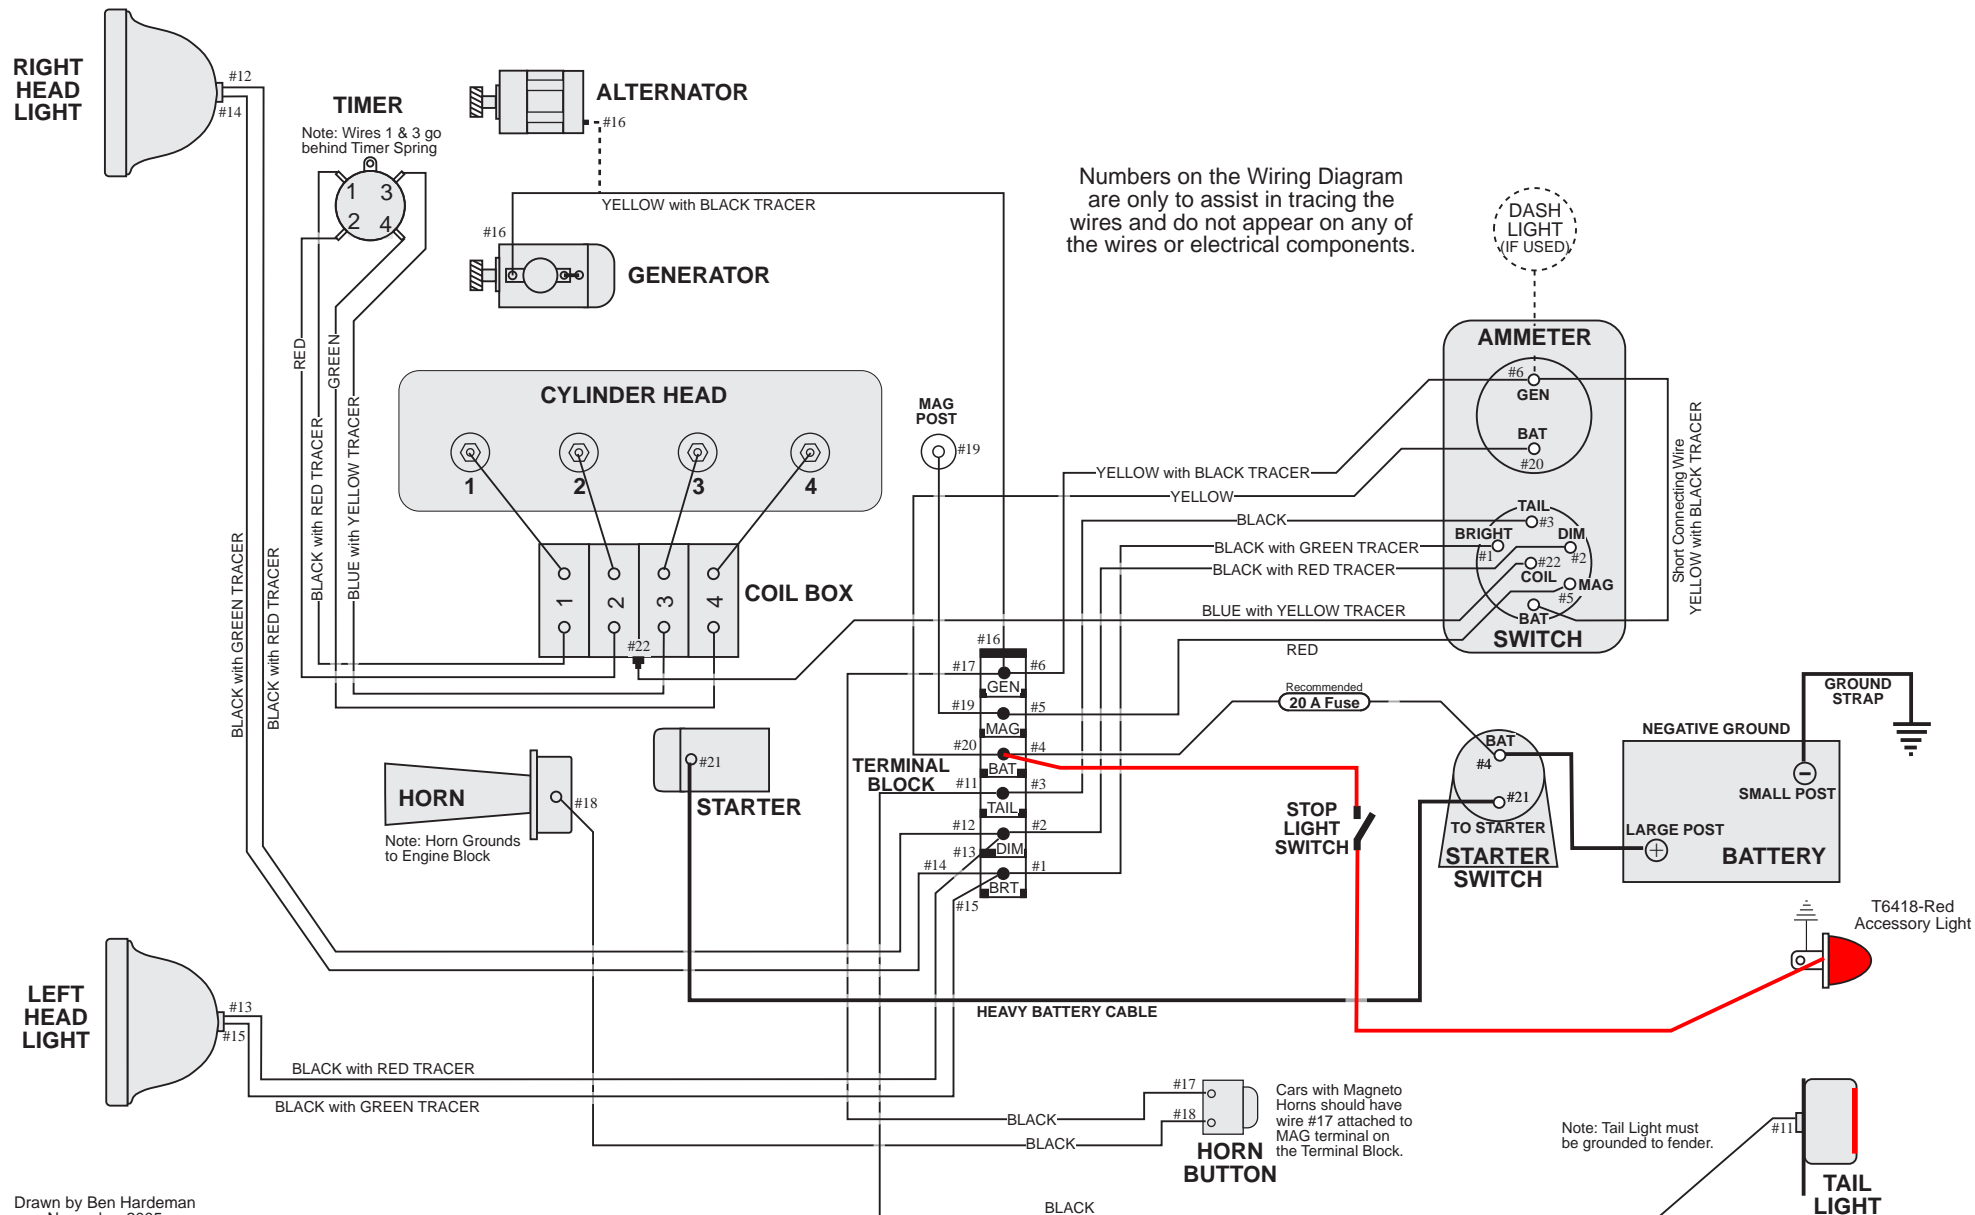 RIGHT
HEAD
LIGHT
#12
#14
TIMER
Note: Wires 1 & 3 go
behind Timer Spring
1
3
2
4
ALTERNATOR
#16
YELLOW with BLACK TRACER
#16
GENERATOR
Numbers on the Wiring Diagram
are only to assist in tracing the
wires and do not appear on any of
the wires or electrical components.
DASH
LIGHT
(IF USED)
AMMETER
#6
GEN
BAT
#20
TAIL
#3
BRIGHT
#1
DIM
#2
#22
COIL
MAG
#5
BAT
SWITCH
Short Connecting Wire
YELLOW with BLACK TRACER
RED
GREEN
BLACK with RED TRACER
BLUE with YELLOW TRACER
BLACK with GREEN TRACER
BLACK with RED TRACER
CYLINDER HEAD
1
2
3
4
MAG
POST
#19
YELLOW with BLACK TRACER
YELLOW
BLACK
BLACK with GREEN TRACER
BLACK with RED TRACER
BLUE with YELLOW TRACER
RED
1
2
3
4
COIL BOX
#22
#16
#17
#6
GEN
#19
#5
MAG
#20
#4
BAT
TERMINAL
BLOCK
#11
#3
TAIL
#12
#2
#13
DIM
#14
#1
BRT
#15
Recommended
20 A Fuse
HORN
#18
Note: Horn Grounds
to Engine Block
#21
STARTER
STOP
LIGHT
SWITCH
BAT
#4
#21
TO STARTER
STARTER
SWITCH
GROUND
STRAP
NEGATIVE GROUND
SMALL POST
LARGE POST
BATTERY
T6418-Red
Accessory Light
LEFT
HEAD
LIGHT
#13
#15
HEAVY BATTERY CABLE
BLACK with RED TRACER
BLACK with GREEN TRACER
BLACK
BLACK
#17
#18
HORN
BUTTON
Cars with Magneto
Horns should have
wire #17 attached to
MAG terminal on
the Terminal Block.
Note: Tail Light must
be grounded to fender.
#11
TAIL
LIGHT
BLACK
Drawn by Ben Hardeman